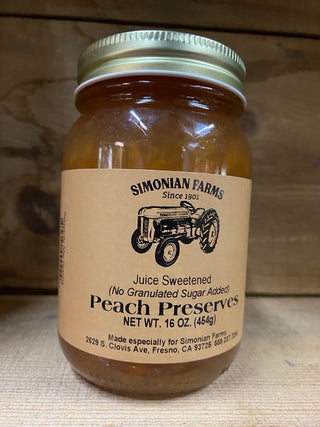 SIMONIAN FARMS
Since 1901
Juice Sweetened
(No Granulated Sugar Added)
Peach Preserves
NET WT. 16 OZ. (454g)
Made especially for Simonian Farms
2629 S. Clovis Ave, Fresno, CA 93725